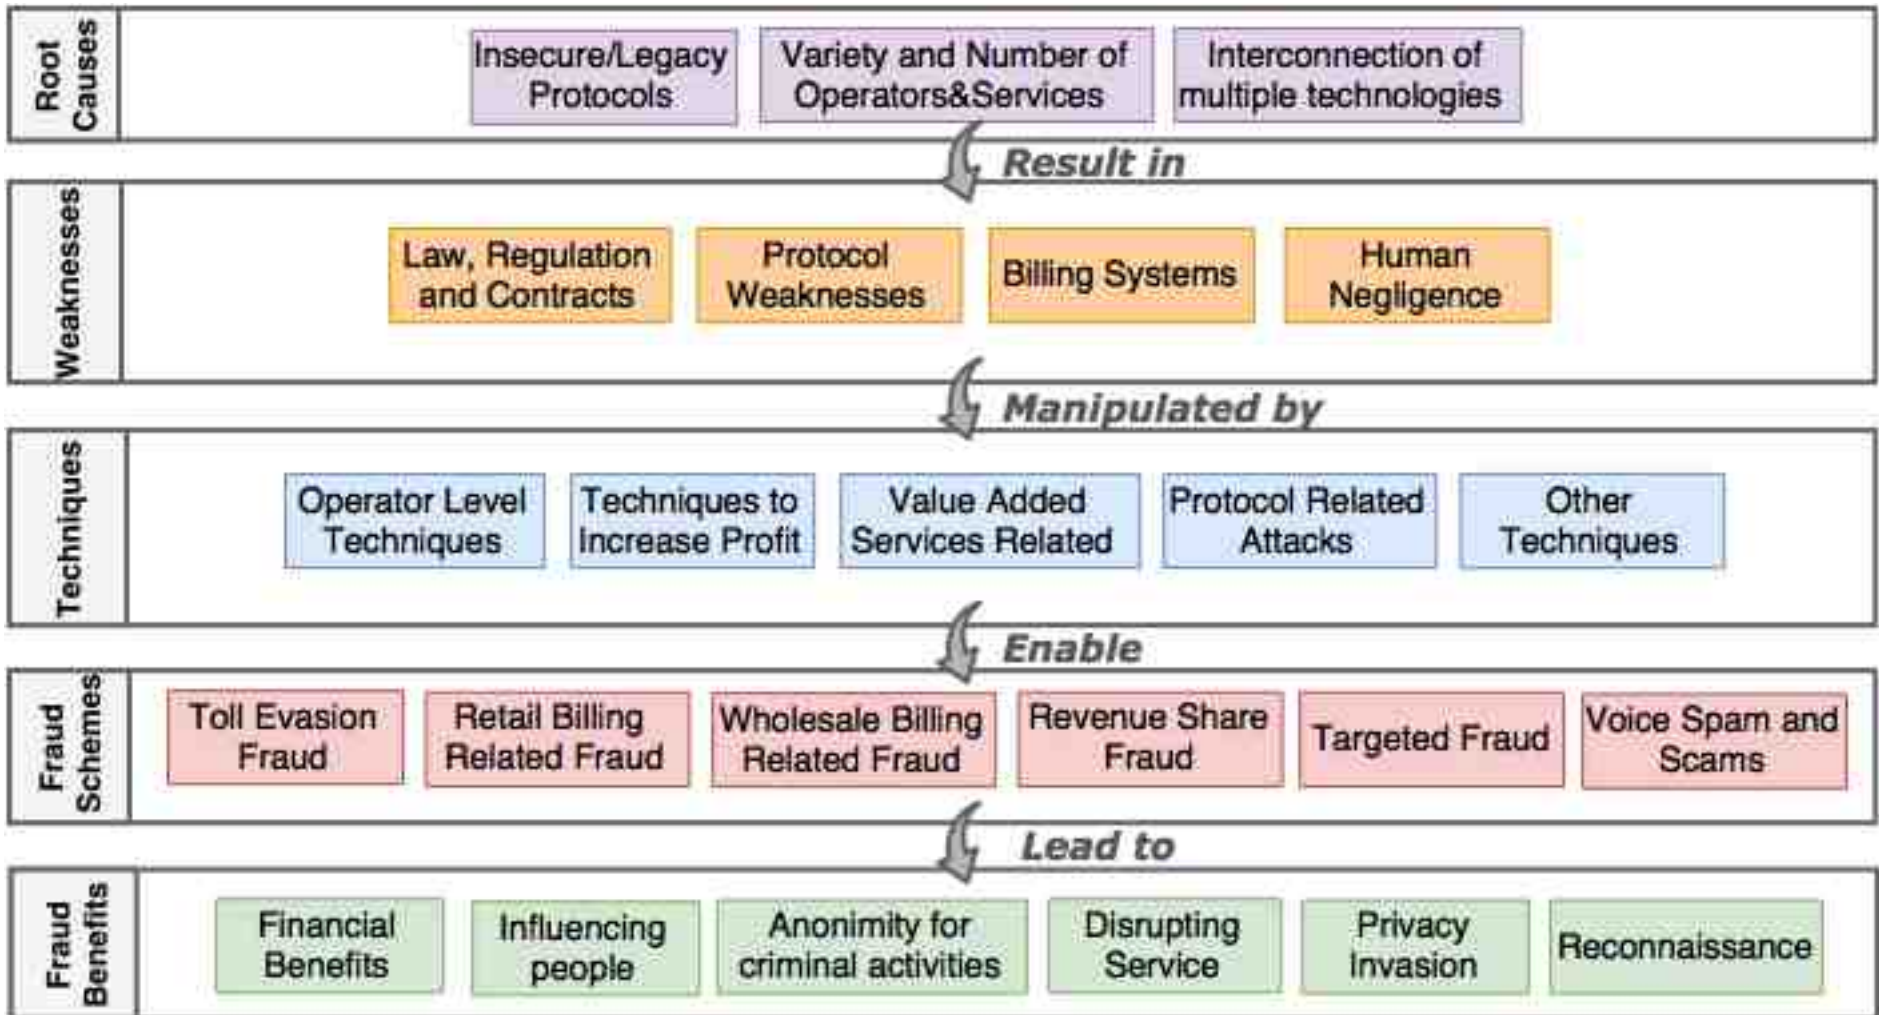 Root
Causes
Insecure/Legacy
Protocols
Variety and Number of
Operators&Services
Interconnection of
multiple technologies
Result in
Weaknesses
Law, Regulation
and Contracts
Protocol
Weaknesses
Billing Systems
Human
Negligence
Manipulated by
Techniques
Operator Level
Techniques
Techniques to
Increase Profit
Value Added
Services Related
Protocol Related
Attacks
Other
Techniques
Enable
Fraud
Schemes
Toll Evasion
Fraud
Retail Billing
Related Fraud
Wholesale Billing
Related Fraud
Revenue Share
Fraud
Targeted Fraud
Voice Spam and
Scams
Lead to
Fraud
Benefits
Financial
Benefits
Influencing
people
Anonimity for
criminal activities
Disrupting
Service
Privacy
Invasion
Reconnaissance